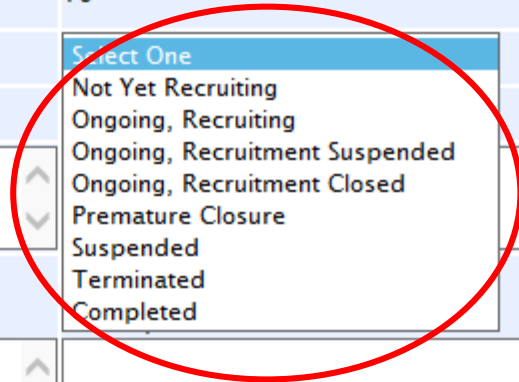 Select One
Not Yet Recruiting
Ongoing, Recruiting
Ongoing, Recruitment Suspended
Ongoing, Recruitment Closed
Premature Closure
Suspended
Terminated
Completed